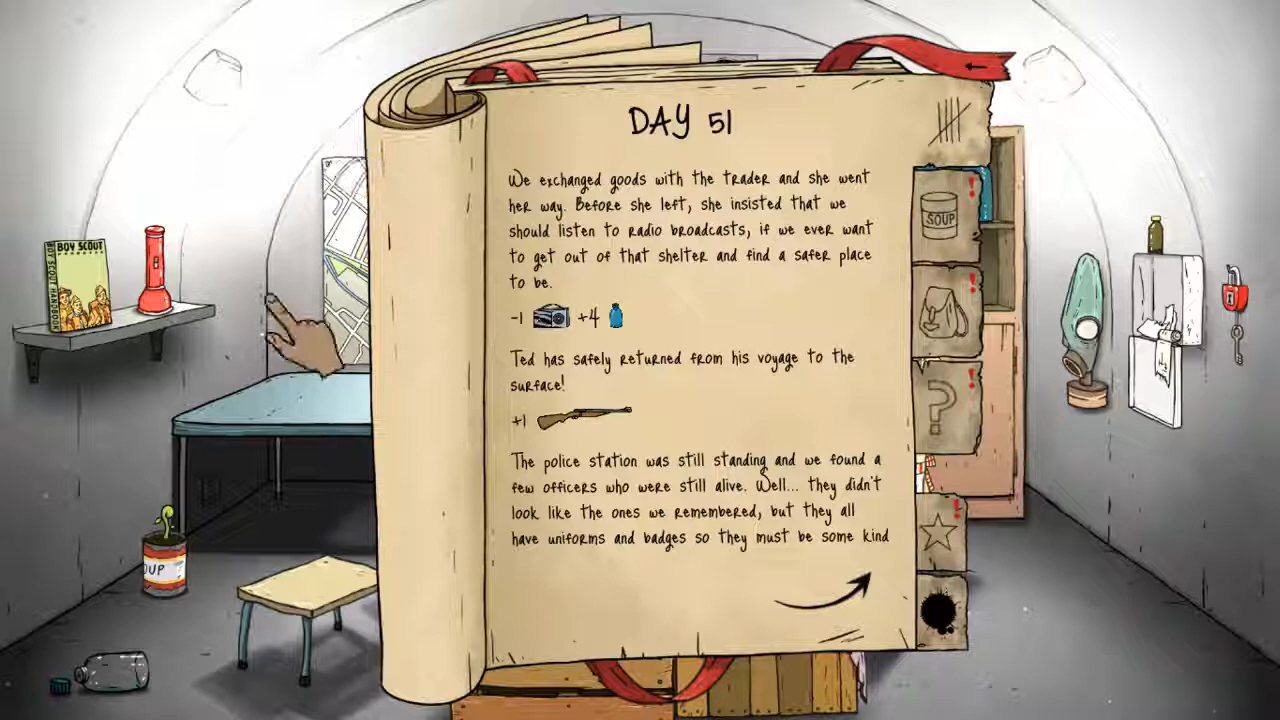 DAY 51
We exchanged goods with the trader and she went
her way. Before she left, she insisted that we
should listen to radio broadcasts, if we ever want
to get out of that shelter and find a safer place
to be.
-1 +4
Ted has safely returned from his voyage to the
surface!
+1
The police station was still standing and we found a
few officers who were still alive. Well... they didn't
look like the ones we remembered, but they all
have uniforms and badges so they must be some kind
SOUP
!
!
?
!
!
BOY SCOUT
BOY SCOUT HANDBOOK
OUP